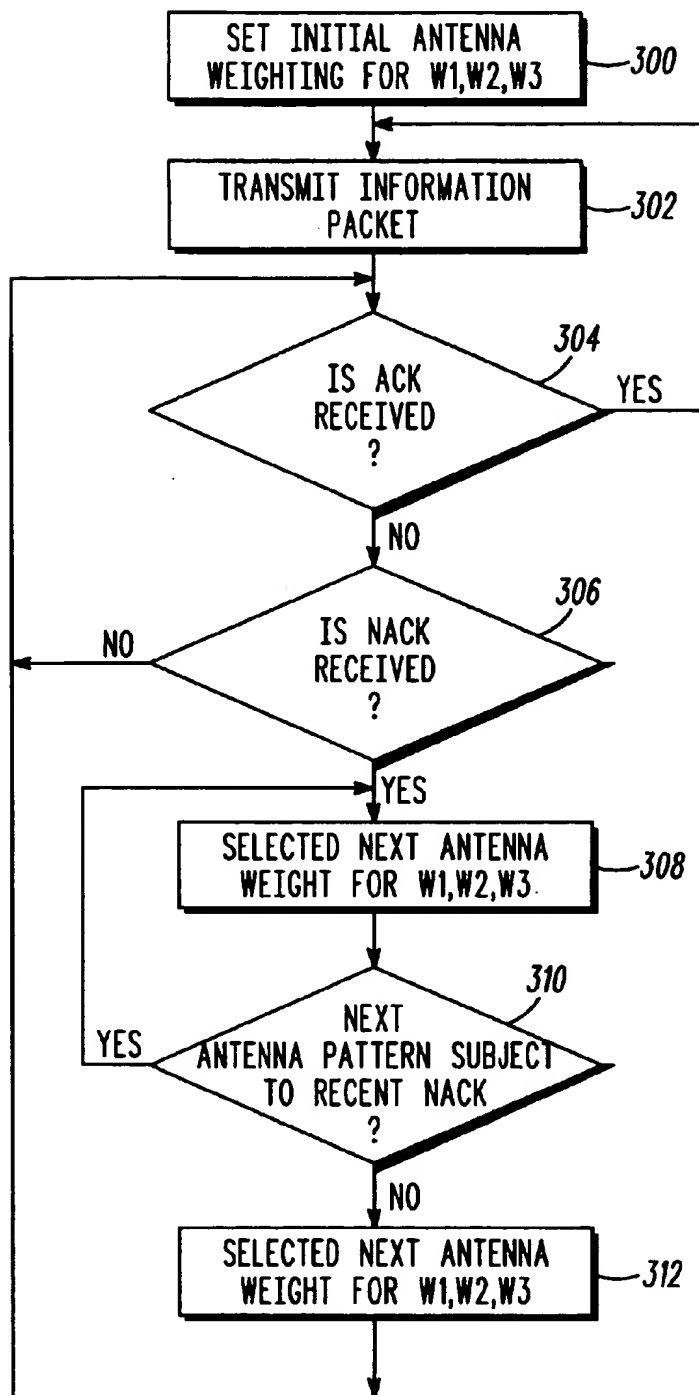 SET INITIAL ANTENNA
WEIGHTING FOR W1,W2,W3
300
TRANSMIT INFORMATION
PACKET
302
304
IS ACK
RECEIVED
?
YES
NO
306
IS NACK
RECEIVED
?
NO
YES
SELECTED NEXT ANTENNA
WEIGHT FOR W1,W2,W3
308
310
NEXT
ANTENNA PATTERN SUBJECT
TO RECENT NACK
?
YES
NO
SELECTED NEXT ANTENNA
WEIGHT FOR W1,W2,W3
312